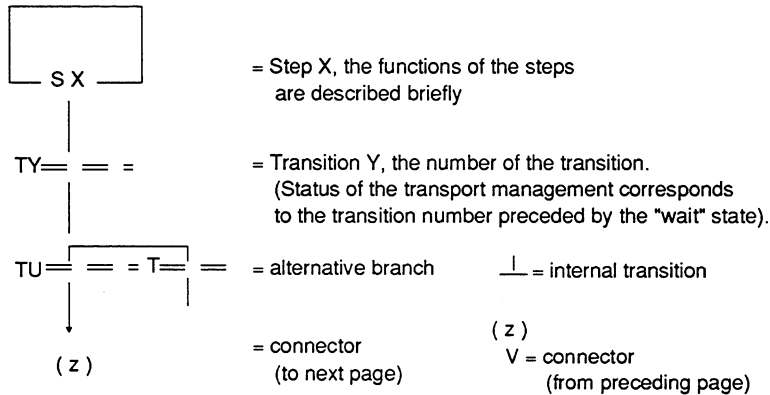 S X = Step X, the functions of the steps
are described briefly
TY = Transition Y, the number of the transition.
(Status of the transport management corresponds
to the transition number preceded by the "wait" state).
TU T = alternative branch = internal transition
( z ) = connector
(to next page)
( z )
V = connector
(from preceding page)